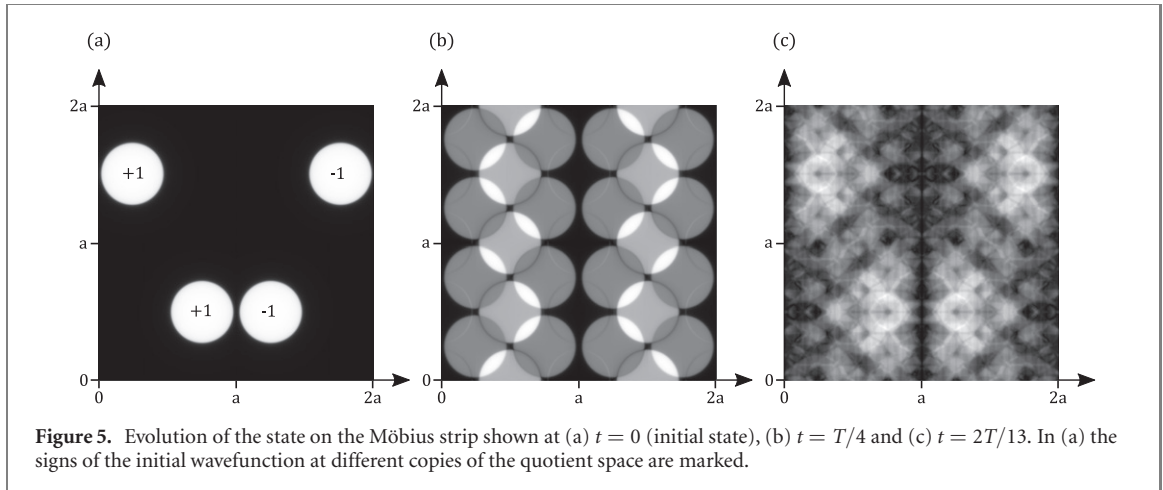 (a) (b) (c)
2a 2a 2a
+1 -1
a a a
+1 -1
0 0 0
0 a 2a 0 a 2a 0 a 2a
Figure 5. Evolution of the state on the Möbius strip shown at (a) t = 0 (initial state), (b) t = T/4 and (c) t = 2T/13. In (a) the
signs of the initial wavefunction at different copies of the quotient space are marked.